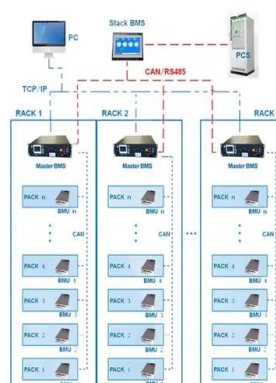 PC
Stack BMS
PCS
CAN/RS485
TCP/IP
RACK 1
RACK 2
RACK
Master BMS
Master BMS
Master BMS
PACK n
PACK n
PACK n
BMU n
BMU n
BMU n
CAN
CAN
CAN
PACK 4
PACK 4
PACK 4
BMU 4
BMU 4
BMU 4
PACK 3
PACK 3
PACK 3
BMU 3
BMU 3
BMU 3
PACK 2
PACK 2
PACK 2
BMU 2
BMU 2
BMU 2
PACK 1
PACK 1
PACK 1